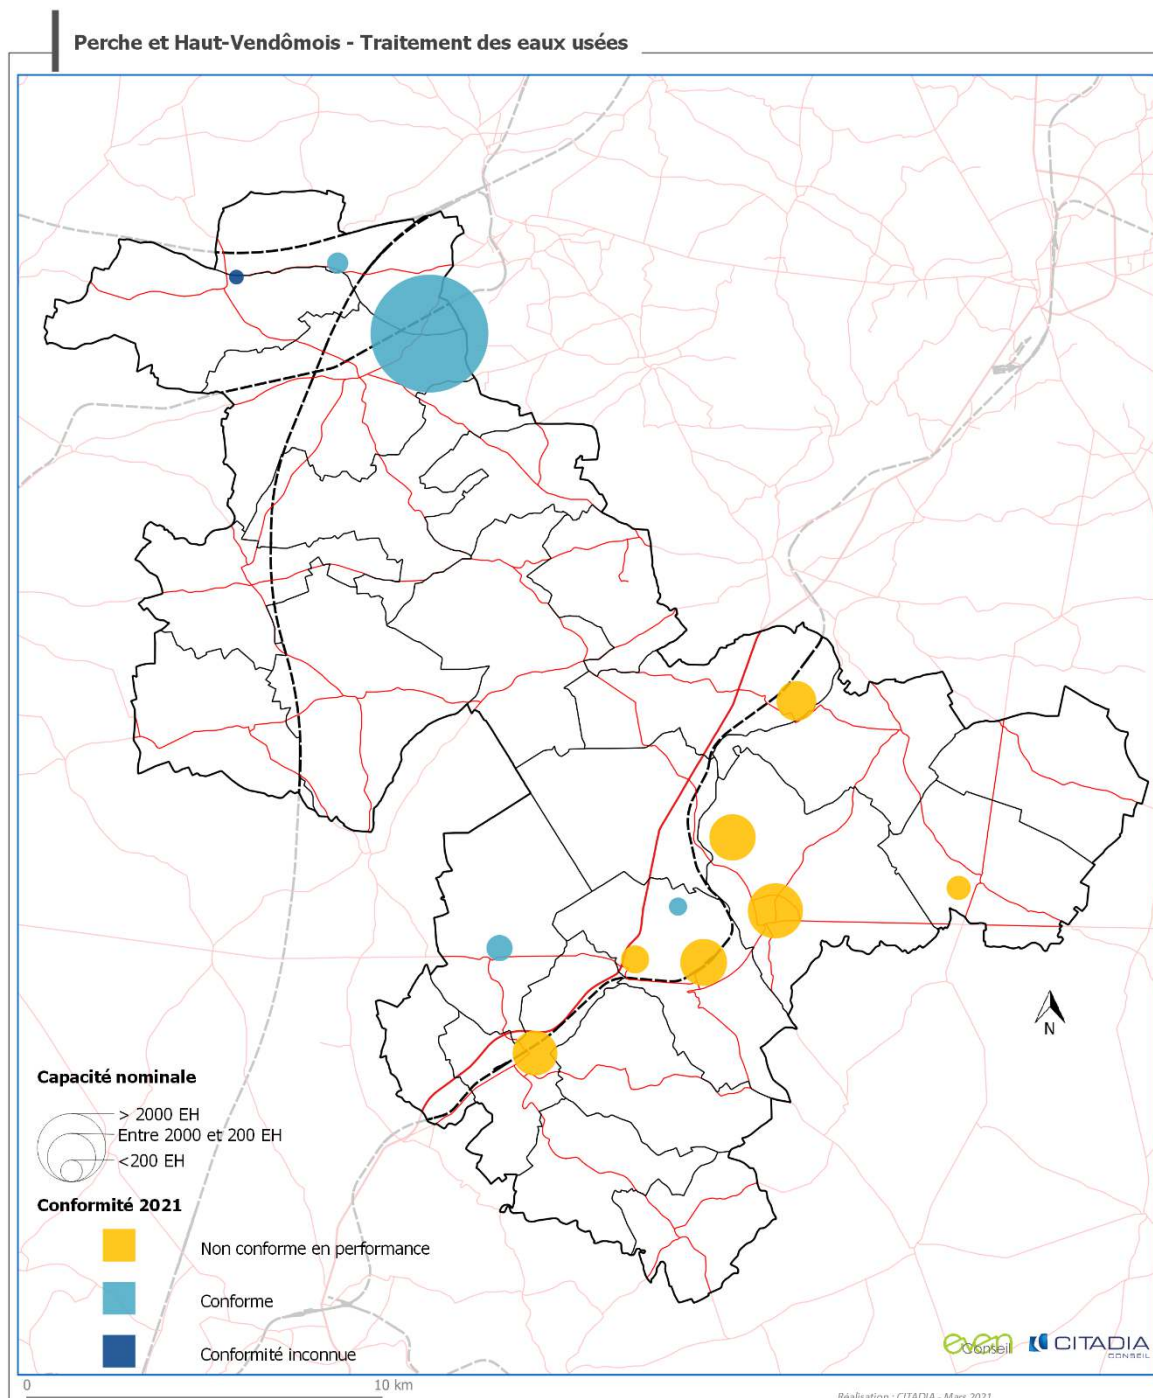 Perche et Haut-Vendômois - Traitement des eaux usées
N
Capacité nominale
> 2000 EH
Entre 2000 et 200 EH
<200 EH
Conformité 2021
Non conforme en performance
Conforme
Conformité inconnue
even
Conseil
CITADIA
CONSEIL
0
10 km
Réalisation : CITADIA - Mars 2021